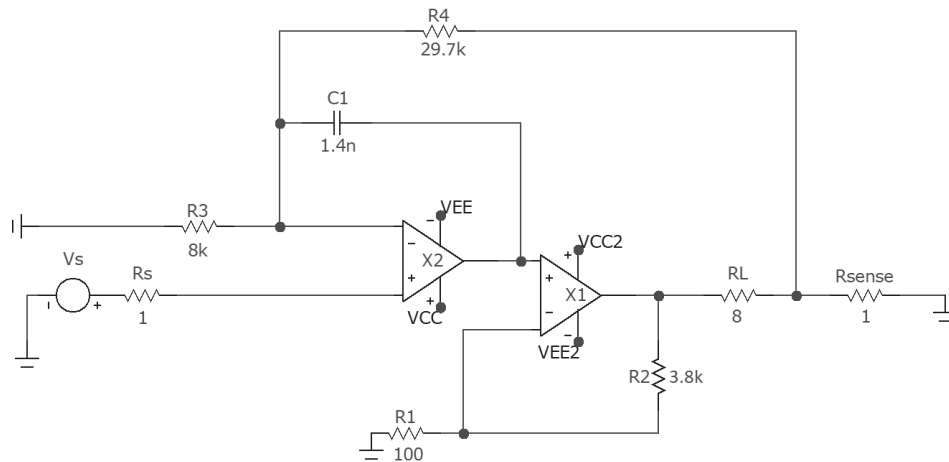 R4
29.7k
C1
1.4n
R3
8k
VEE
X2
VCC
Vs
Rs
1
VCC2
X1
VEE2
RL
8
Rsense
1
R2 3.8k
R1
100